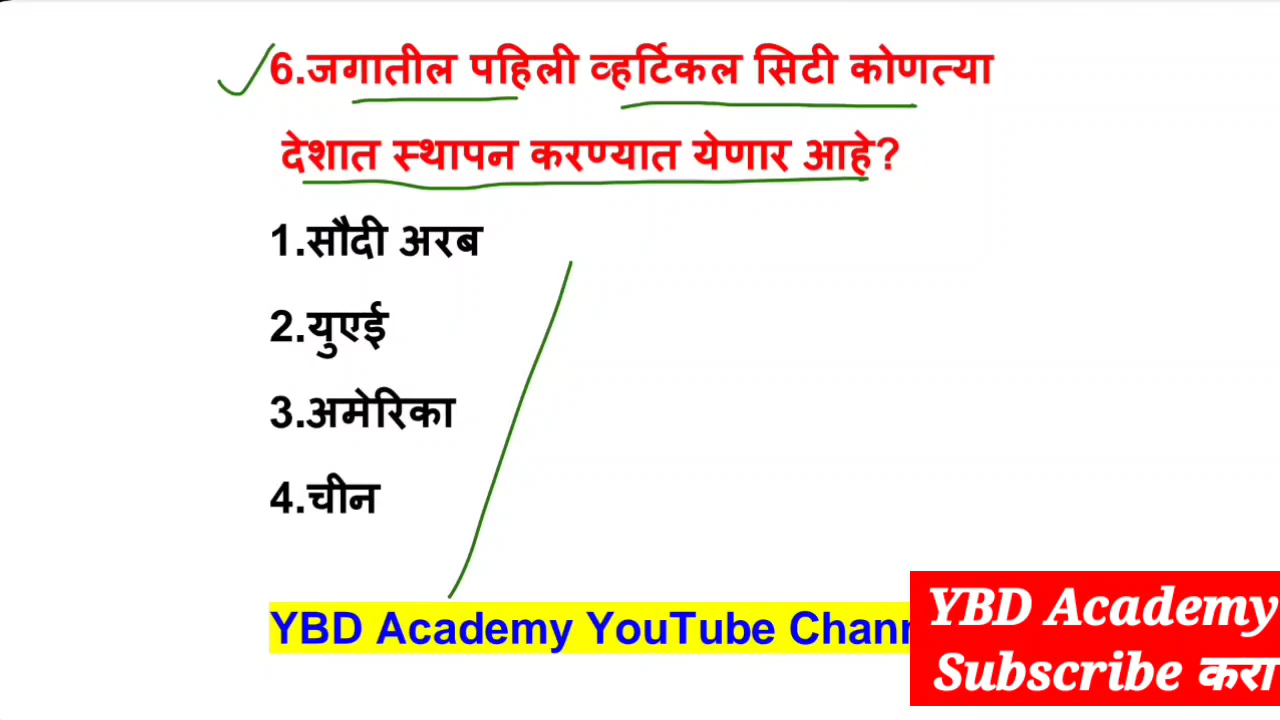 6.जगातील पहिली व्हर्टिकल सिटी कोणत्या
देशात स्थापन करण्यात येणार आहे?
1.सौदी अरब
2.युएई
3.अमेरिका
4.चीन
YBD Academy YouTube Chann
YBD Academy
Subscribe करा